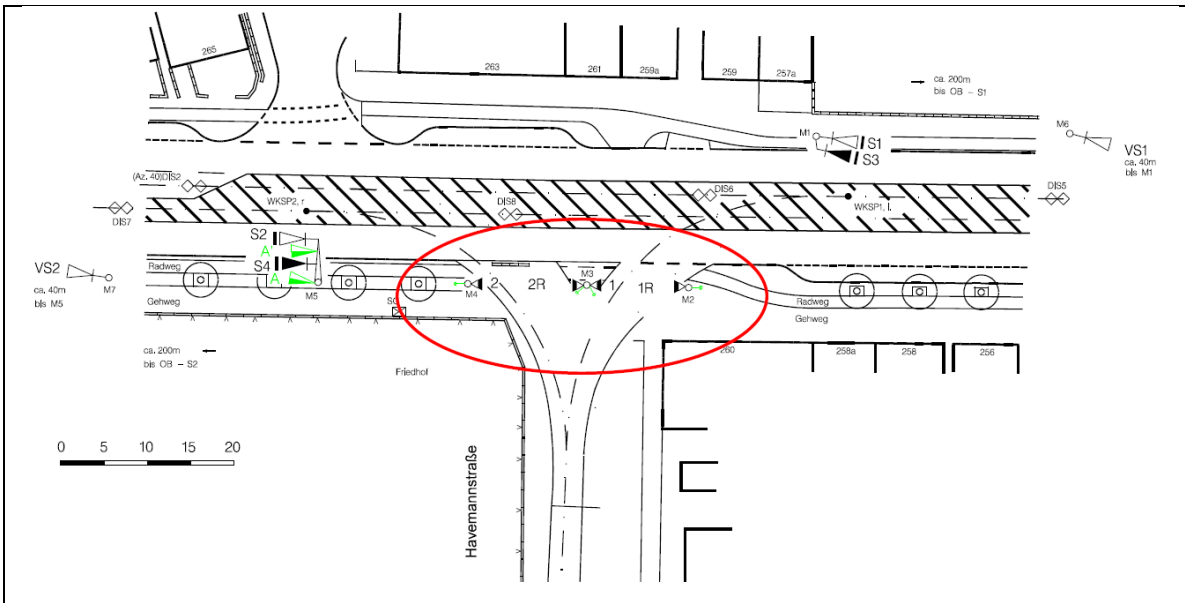 265
263
261
259a
259
257a
ca. 200m
bis OB - S1
M1
S1
S3
M6
VS1
ca. 40m
bis M1
(Az. 40)DIS2
DIS7
WKSP2, r
DIS8
DIS6
WKSP1, l.
DIS5
S2
A
S4
A
M5
VS2
ca. 40m
bis M5
M7
Radweg
Gehweg
M4
2
2R
M3
1
1R
M2
Radweg
Gehweg
ca. 200m
bis OB - S2
Friedhof
260
258a
258
256
0 5 10 15 20
Havemannstraße